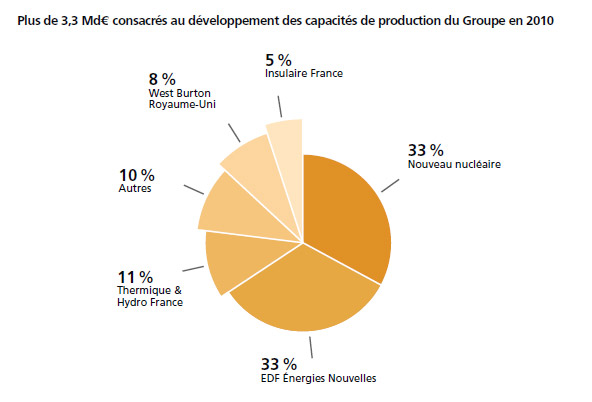 Plus de 3,3 Md€ consacrés au développement des capacités de production du Groupe en 2010
5 %
Insulaire France
8 %
West Burton
Royaume-Uni
33 %
Nouveau nucléaire
10 %
Autres
11 %
Thermique &
Hydro France
33 %
EDF Énergies Nouvelles